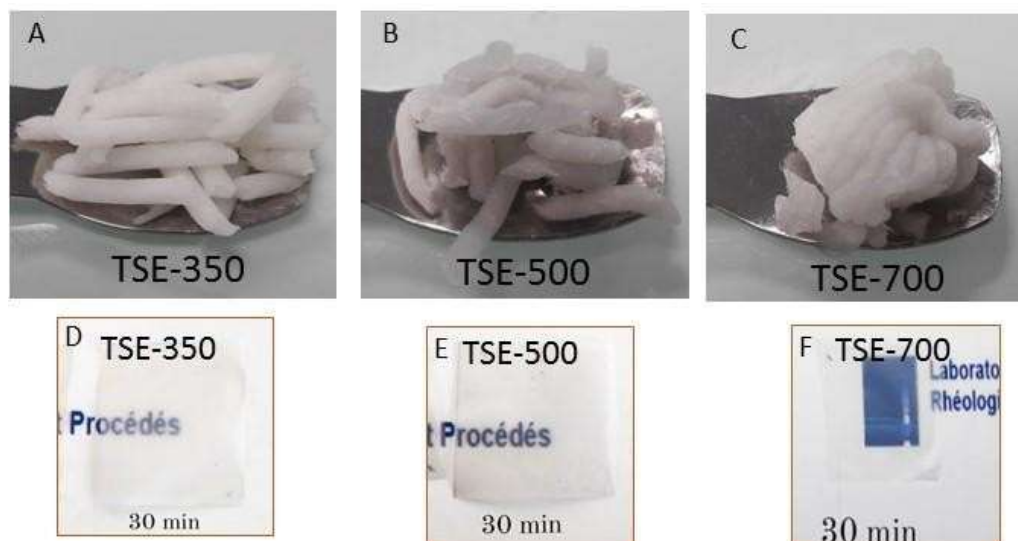 A
TSE-350
B
TSE-500
C
TSE-700
D
TSE-350
t Procédés
30 min
E
TSE-500
t Procédés
30 min
F
TSE-700
Laborato
Rhéologi
30 min